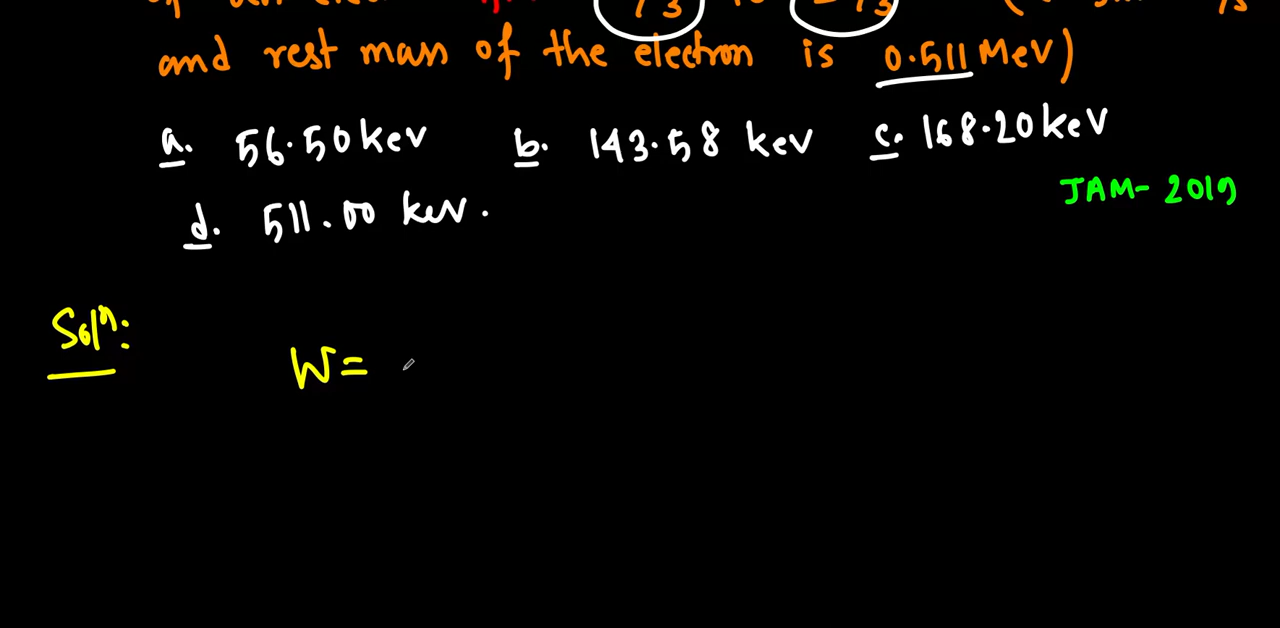 and rest mass of the electron is 0.511 MeV)
a. 56.50 kev b. 143.58 kev c. 168.20 keV
JAM- 2019
d. 511.00 kev.
Solⁿ:
W=